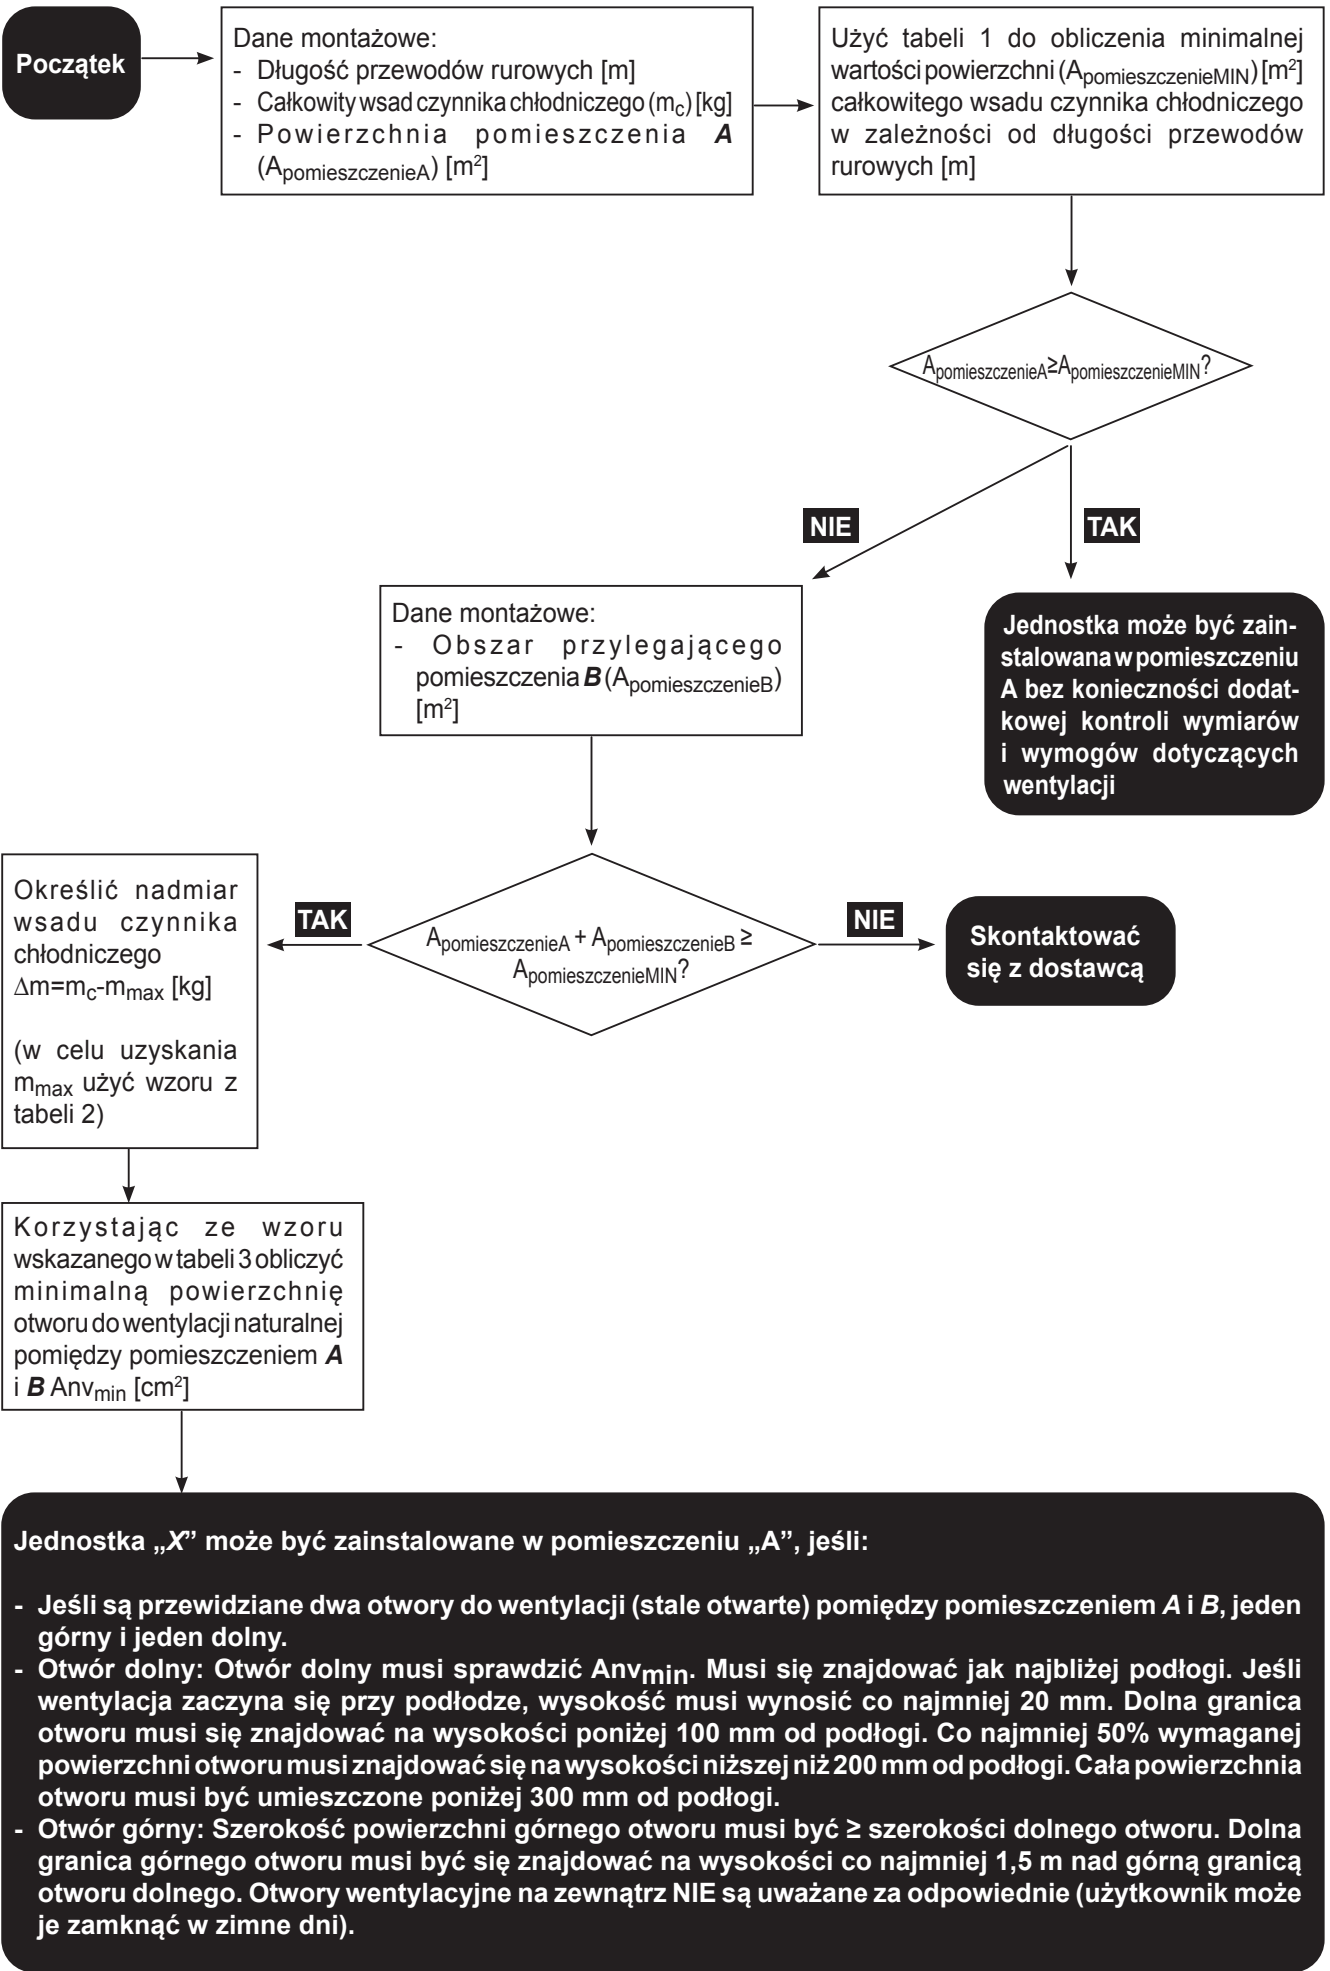 Początek
Dane montażowe:
- Długość przewodów rurowych [m]
- Całkowity wsad czynnika chłodniczego (mc) [kg]
- Powierzchnia pomieszczenia A
(ApomieszczenieA) [m²]
Użyć tabeli 1 do obliczenia minimalnej
wartości powierzchni (ApomieszczenieMIN) [m²]
całkowitego wsadu czynnika chłodniczego
w zależności od długości przewodów
rurowych [m]
ApomieszczenieA≥ApomieszczenieMIN?
NIE
TAK
Dane montażowe:
- Obszar przylegającego
pomieszczenia B (ApomieszczenieB)
[m²]
Jednostka może być zain-
stalowana w pomieszczeniu
A bez konieczności dodat-
kowej kontroli wymiarów
i wymogów dotyczących
wentylacji
ApomieszczenieA + ApomieszczenieB ≥
ApomieszczenieMIN?
TAK
NIE
Skontaktować
się z dostawcą
Określić nadmiar
wsadu czynnika
chłodniczego
Δm=mc-mmax [kg]
(w celu uzyskania
mmax użyć wzoru z
tabeli 2)
Korzystając ze wzoru
wskazanego w tabeli 3 obliczyć
minimalną powierzchnię
otworu do wentylacji naturalnej
pomiędzy pomieszczeniem A
i B Anvmin [cm²]
Jednostka „X” może być zainstalowane w pomieszczeniu „A”, jeśli:
- Jeśli są przewidziane dwa otwory do wentylacji (stale otwarte) pomiędzy pomieszczeniem A i B, jeden
górny i jeden dolny.
- Otwór dolny: Otwór dolny musi sprawdzić Anvmin. Musi się znajdować jak najbliżej podłogi. Jeśli
wentylacja zaczyna się przy podłodze, wysokość musi wynosić co najmniej 20 mm. Dolna granica
otworu musi się znajdować na wysokości poniżej 100 mm od podłogi. Co najmniej 50% wymaganej
powierzchni otworu musi znajdować się na wysokości niższej niż 200 mm od podłogi. Cała powierzchnia
otworu musi być umieszczone poniżej 300 mm od podłogi.
- Otwór górny: Szerokość powierzchni górnego otworu musi być ≥ szerokości dolnego otworu. Dolna
granica górnego otworu musi być się znajdować na wysokości co najmniej 1,5 m nad górną granicą
otworu dolnego. Otwory wentylacyjne na zewnątrz NIE są uważane za odpowiednie (użytkownik może
je zamknąć w zimne dni).